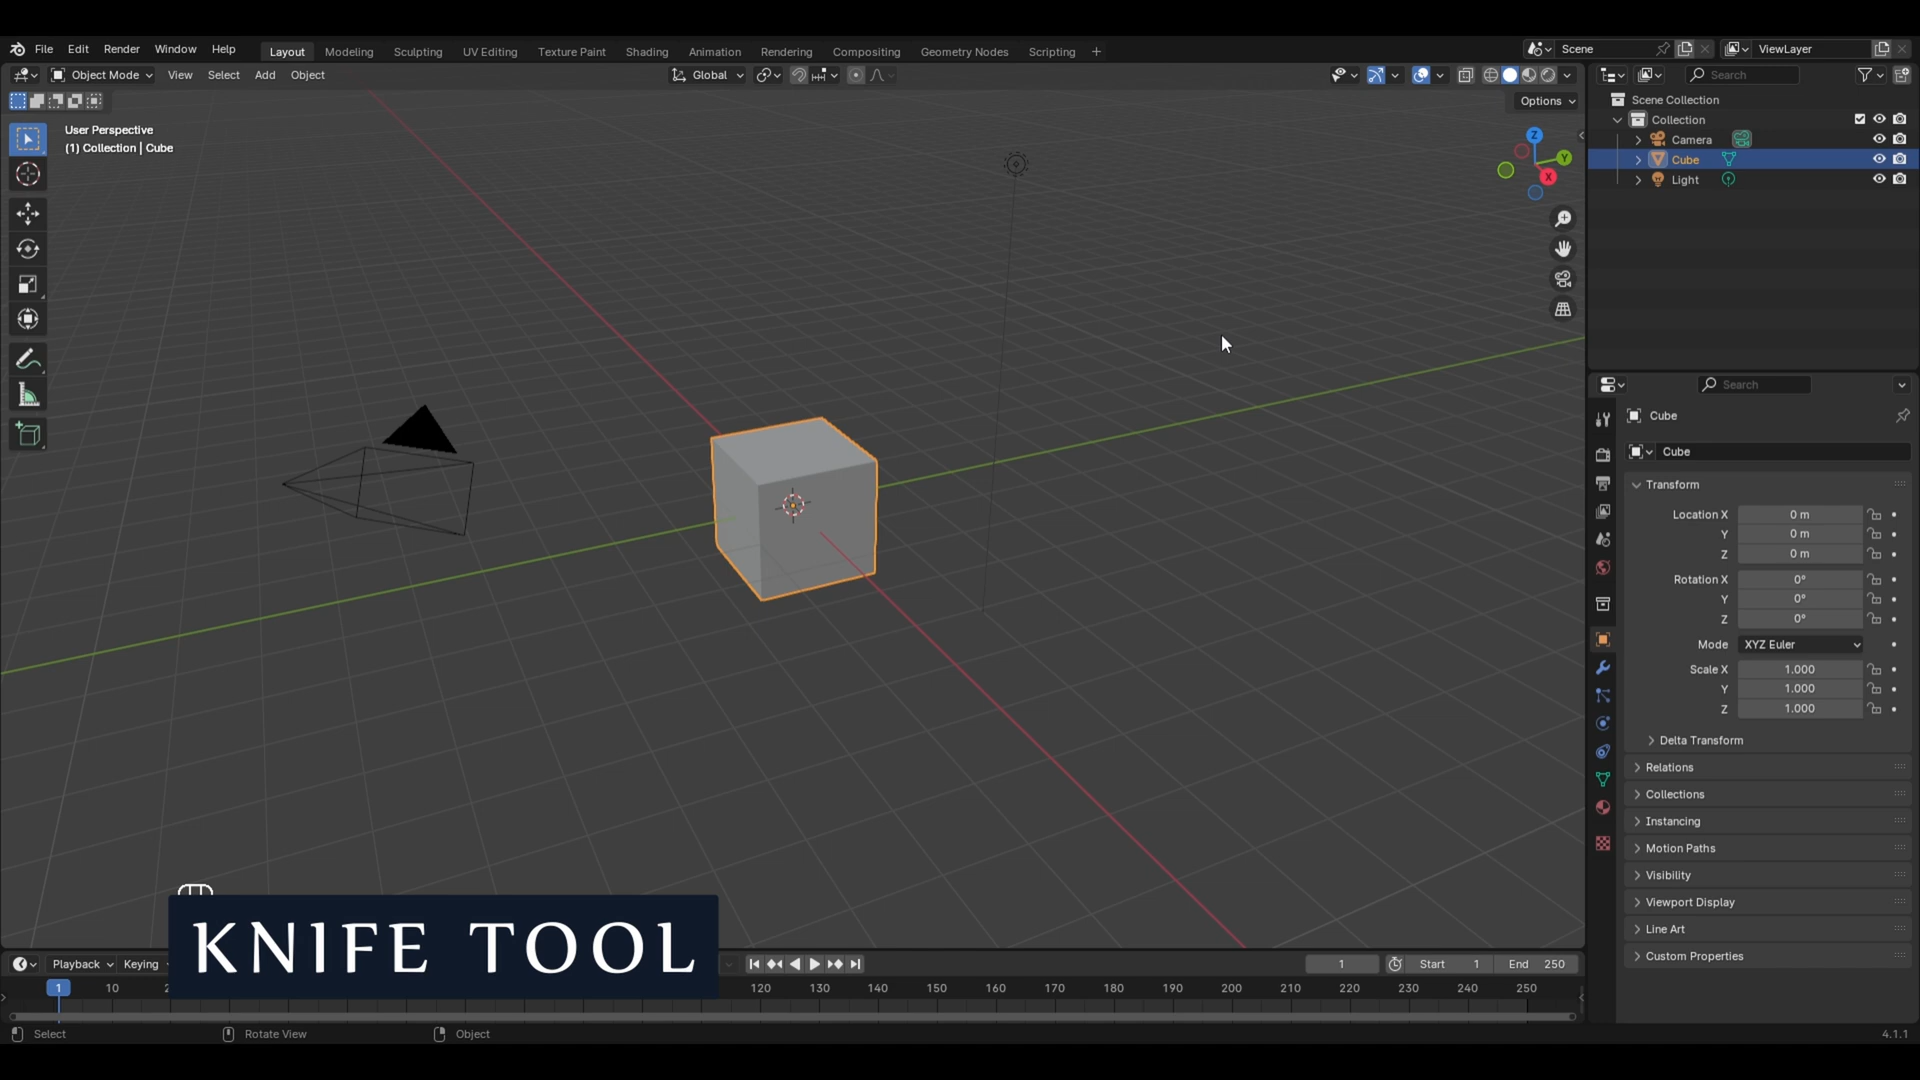 File Edit Render Window Help Layout Modeling Sculpting UV Editing Texture Paint Shading Animation Rendering Compositing Geometry Nodes Scripting + Scene ViewLayer
Object Mode View Select Add Object Global Search
Options
User Perspective
(1) Collection | Cube
Z
Y
X
Scene Collection
Collection
Camera
Cube
Light
Search
Cube
Cube
Transform
Location X 0 m
Y 0 m
Z 0 m
Rotation X 0°
Y 0°
Z 0°
Mode XYZ Euler
Scale X 1.000
Y 1.000
Z 1.000
Delta Transform
Relations
Collections
Instancing
Motion Paths
Visibility
Viewport Display
Line Art
Custom Properties
KNIFE TOOL
Playback Keying 1 Start 1 End 250
1 10 120 130 140 150 160 170 180 190 200 210 220 230 240 250
Select Rotate View Object 4.1.1